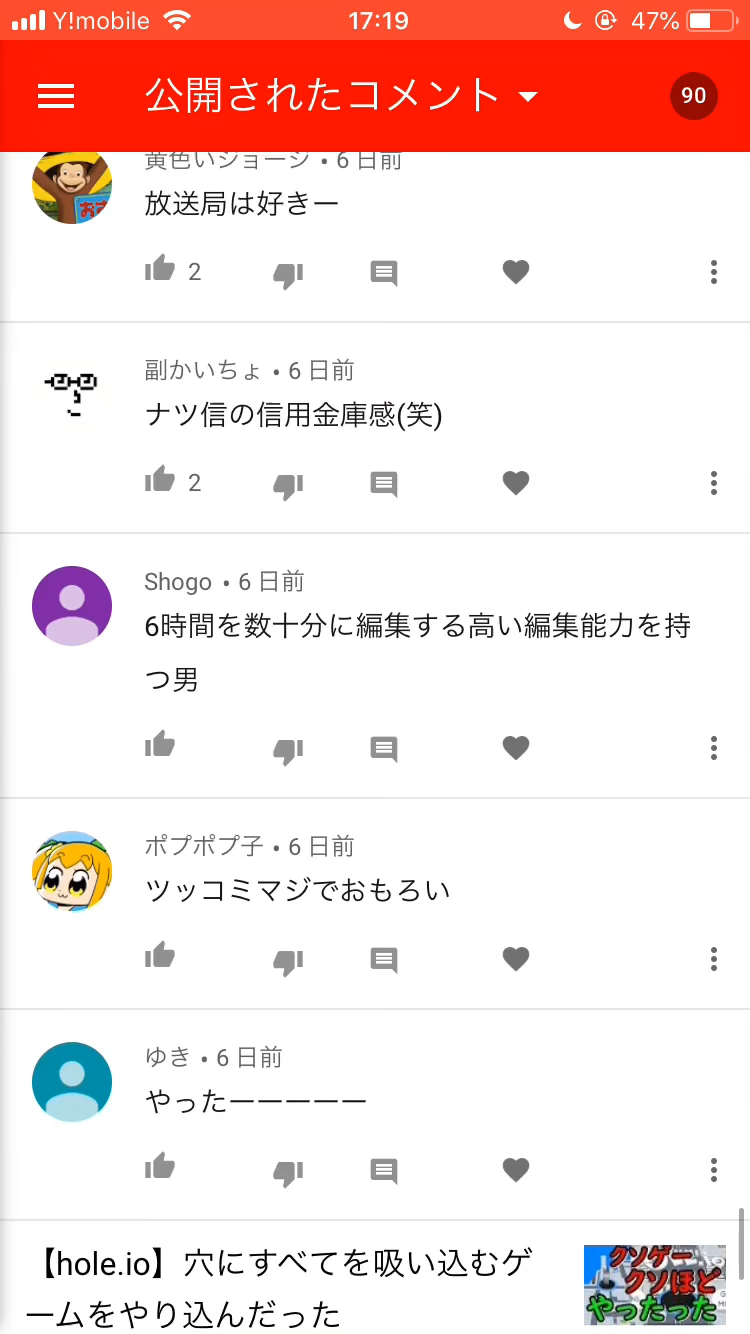 Y!mobile 17:19 47%
公開されたコメント 90
黄色いジョージ • 6 日前
放送局は好きー
2
副かいちょ • 6 日前
ナツ信の信用金庫感(笑)
2
Shogo • 6 日前
6時間を数十分に編集する高い編集能力を持
つ男
ポプポプ子 • 6 日前
ツッコミマジでおもろい
ゆき • 6 日前
やったーーーーー
【hole.io】穴にすべてを吸い込むゲ
ームをやり込んだった
クソゲー
クソほど
やったった